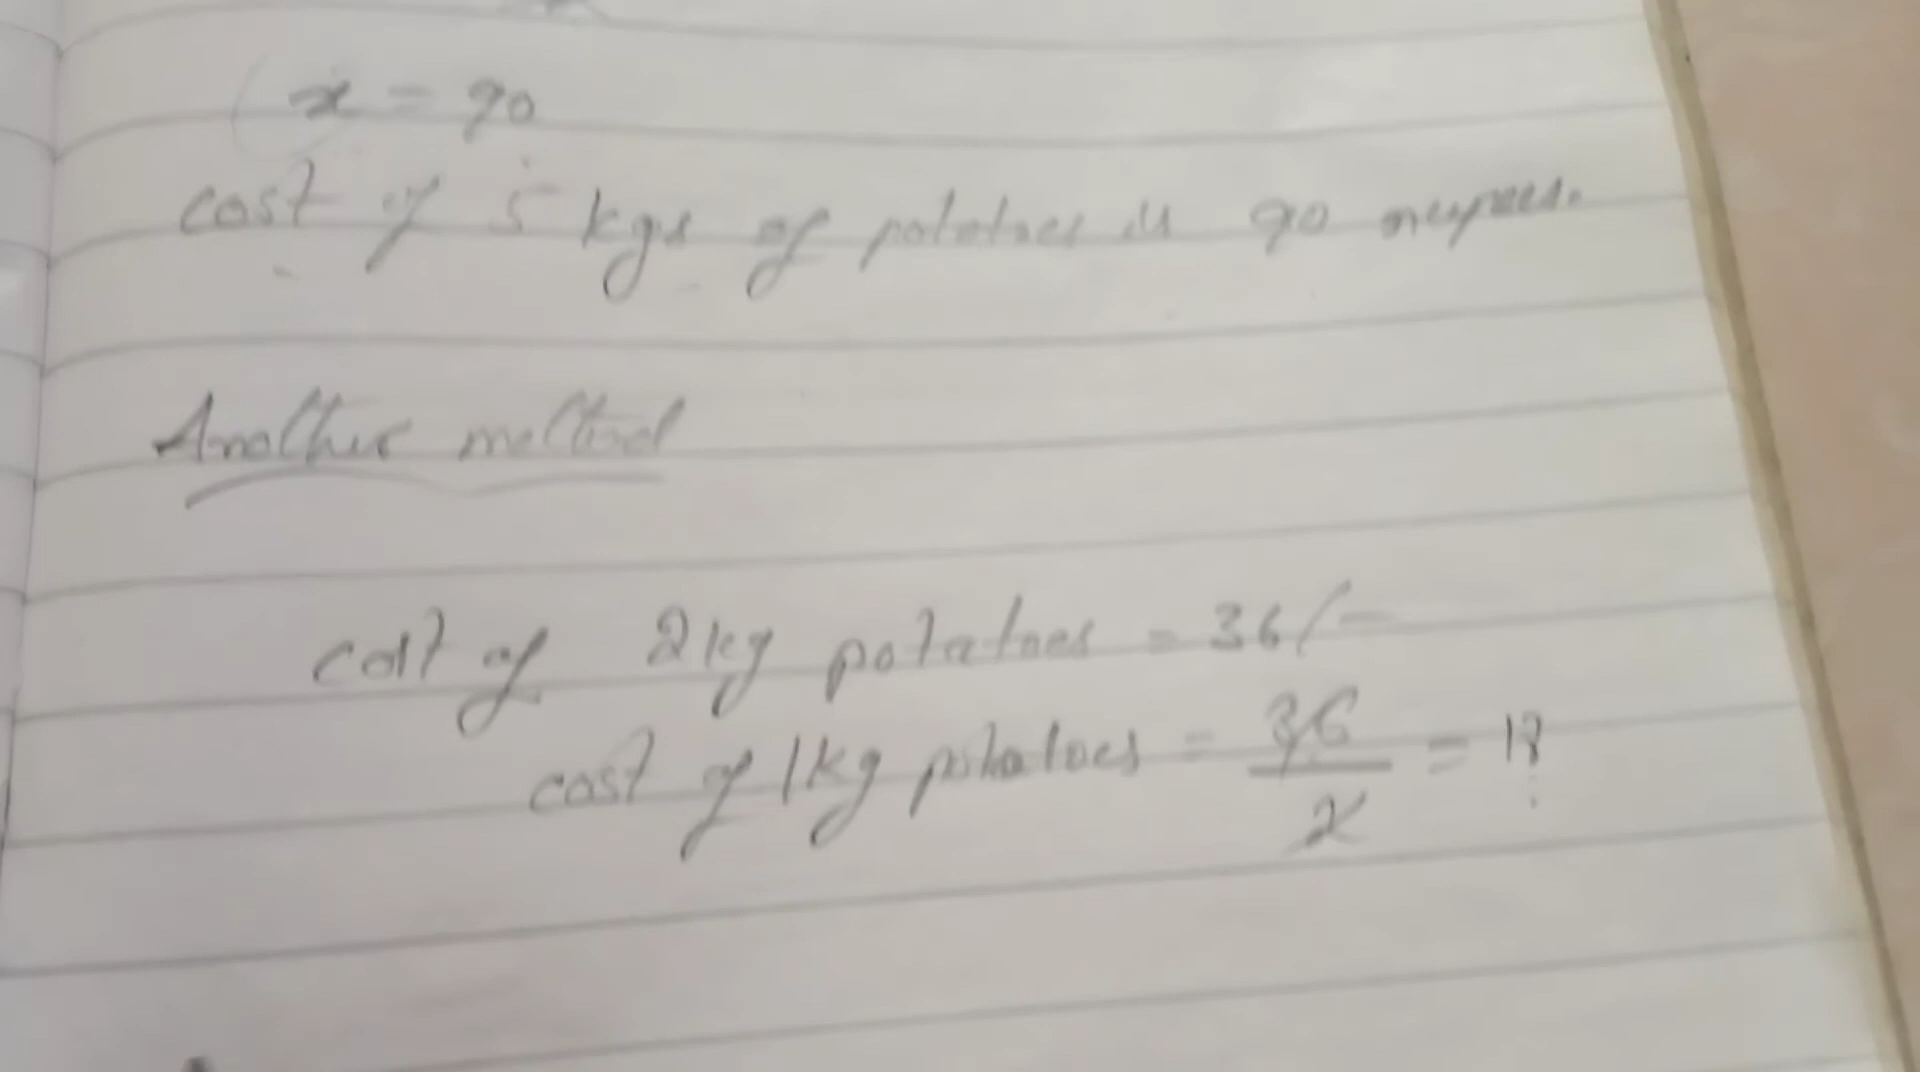 x = 90
cost of 5 kgs of potatoes is 90 rupees.
Another method
cost of 2kg potatoes = 36/-
cost of 1kg potatoes = 36/2 = 18